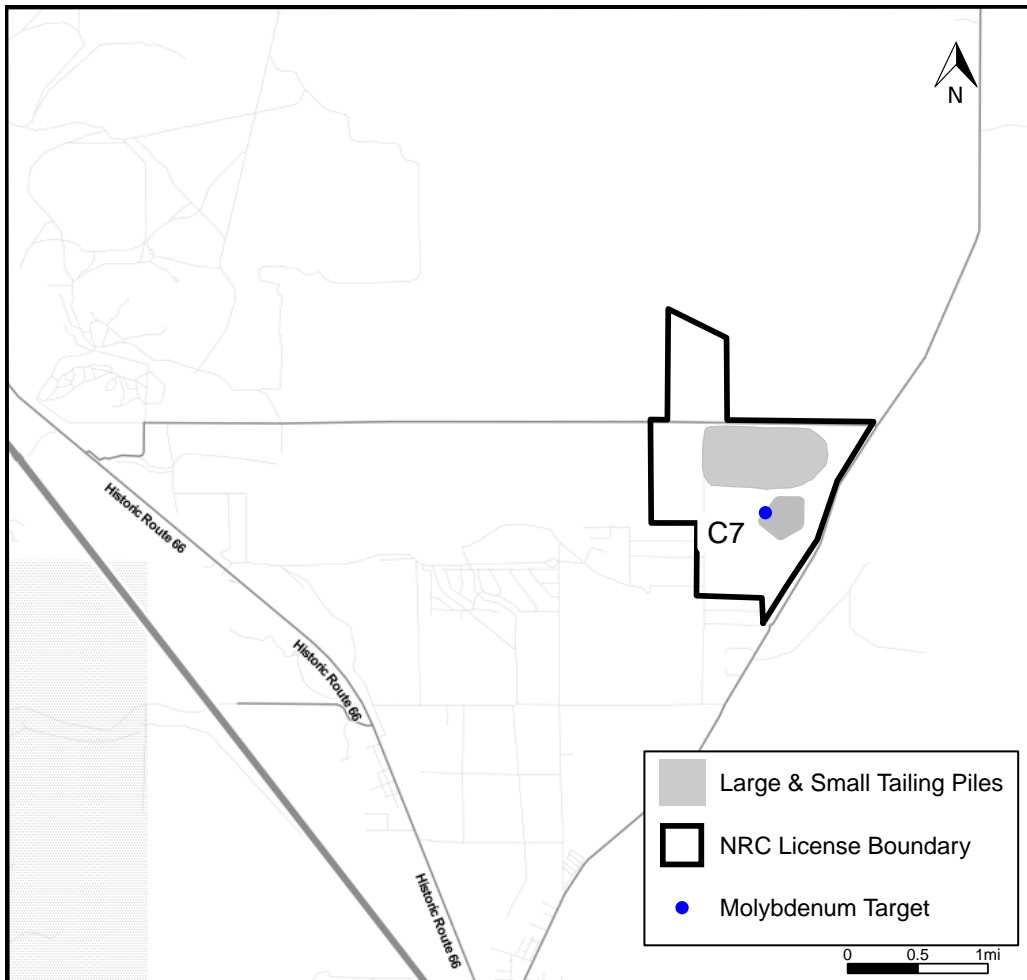 N
Historic Route 66
C7
Historic Route 66
Historic Route 66
Large & Small Tailing Piles
NRC License Boundary
Molybdenum Target
0 0.5 1mi